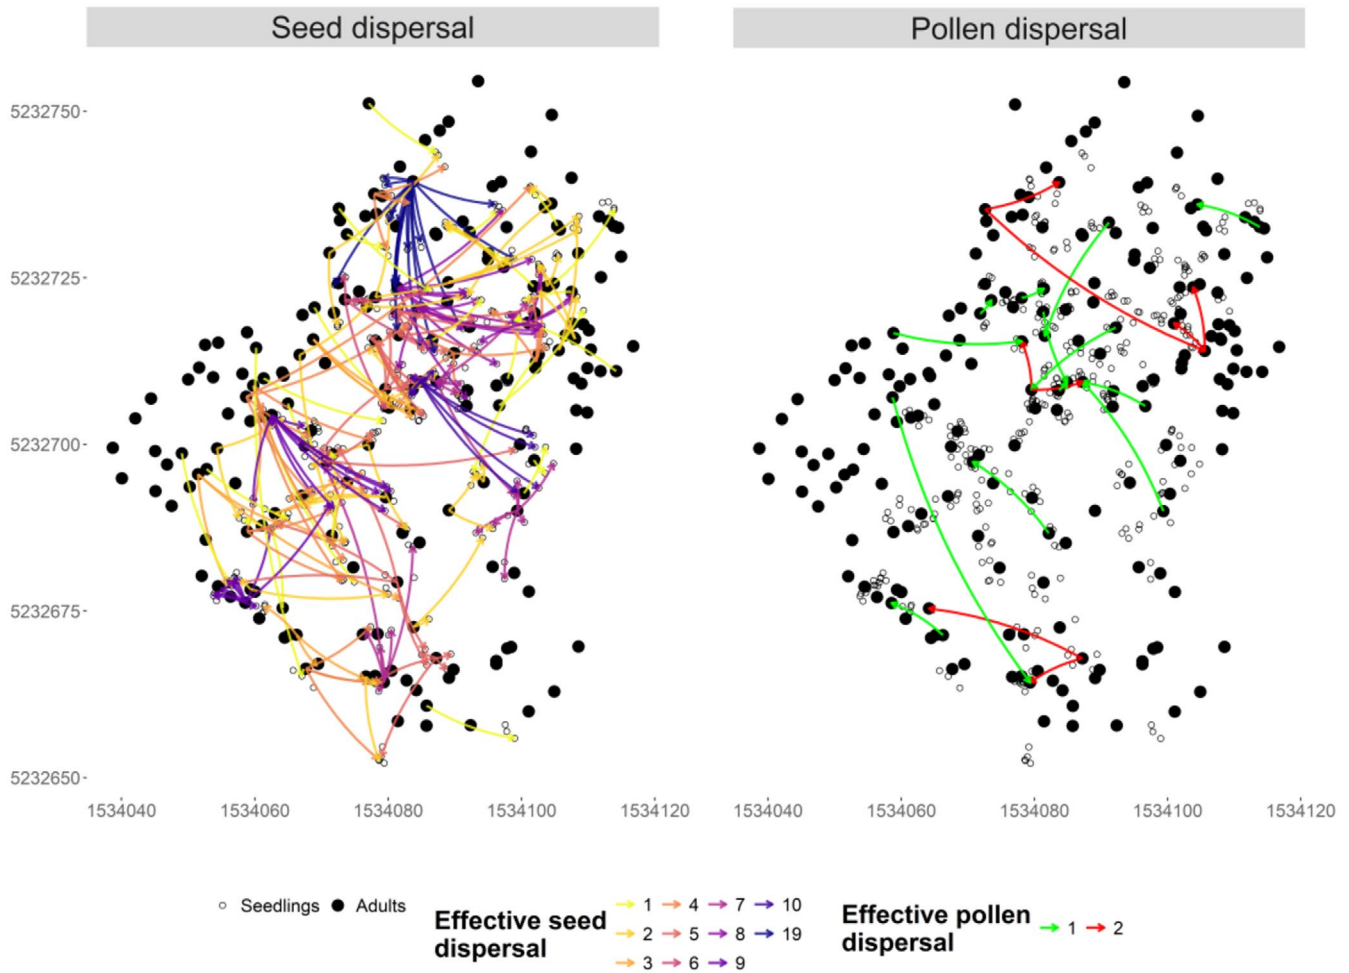 Seed dispersal
Pollen dispersal
5232750
5232725
5232700
5232675
5232650
1534040 1534060 1534080 1534100 1534120
1534040 1534060 1534080 1534100 1534120
Seedlings Adults
Effective seed
dispersal
1 4 7 10
2 5 8 19
3 6 9
Effective pollen
dispersal
1 2